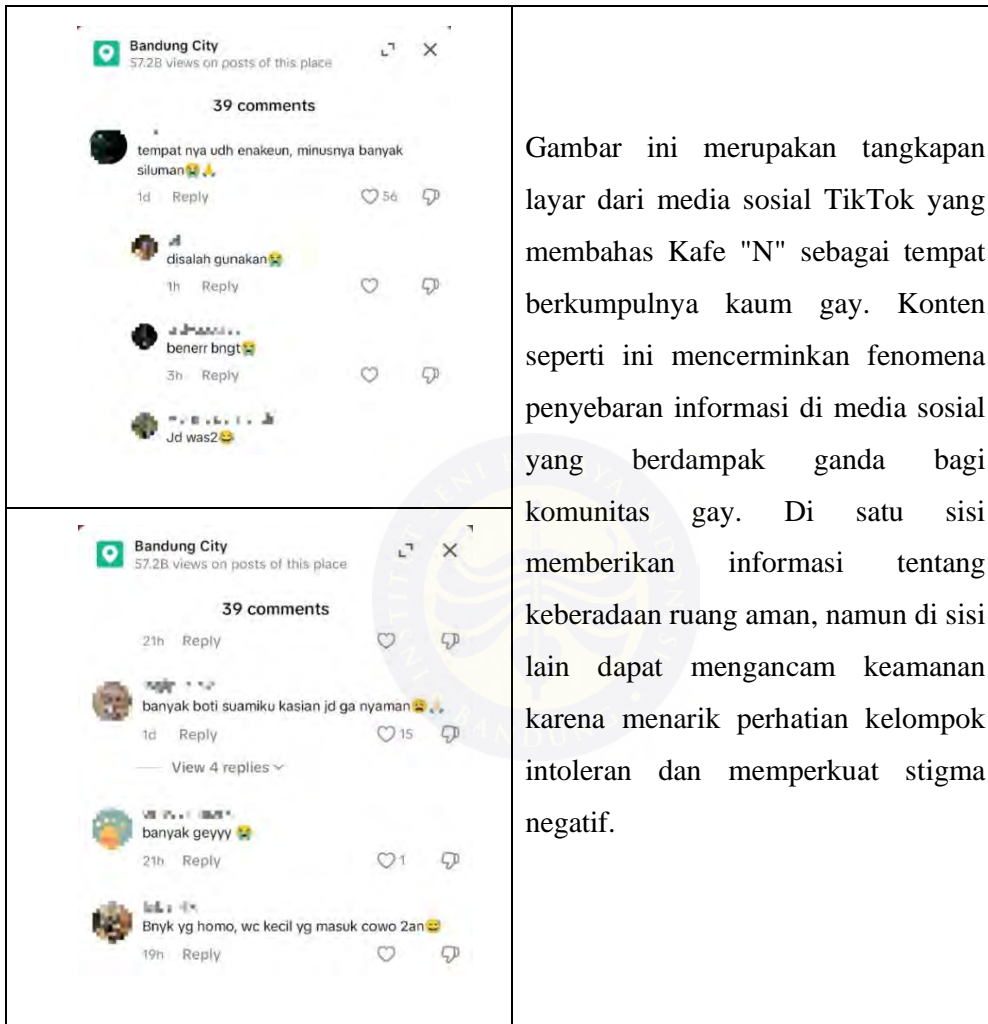 Bandung City
57.2B views on posts of this place
39 comments
tempat nya udh enakeun, minusnya banyak
siluman😭🙏
1d Reply 56
disalah gunakan😭
1h Reply
benerr bngt😭
3h Reply
Jd was2😂
Bandung City
57.2B views on posts of this place
39 comments
21h Reply
banyak boti suamiku kasian jd ga nyaman😩🙏
1d Reply 15
View 4 replies
banyak geyyy 😭
21h Reply 1
Bnyk yg homo, wc kecil yg masuk cowo 2an😅
19h Reply
Gambar ini merupakan tangkapan
layar dari media sosial TikTok yang
membahas Kafe "N" sebagai tempat
berkumpulnya kaum gay. Konten
seperti ini mencerminkan fenomena
penyebaran informasi di media sosial
yang berdampak ganda bagi
komunitas gay. Di satu sisi
memberikan informasi tentang
keberadaan ruang aman, namun di sisi
lain dapat mengancam keamanan
karena menarik perhatian kelompok
intoleran dan memperkuat stigma
negatif.